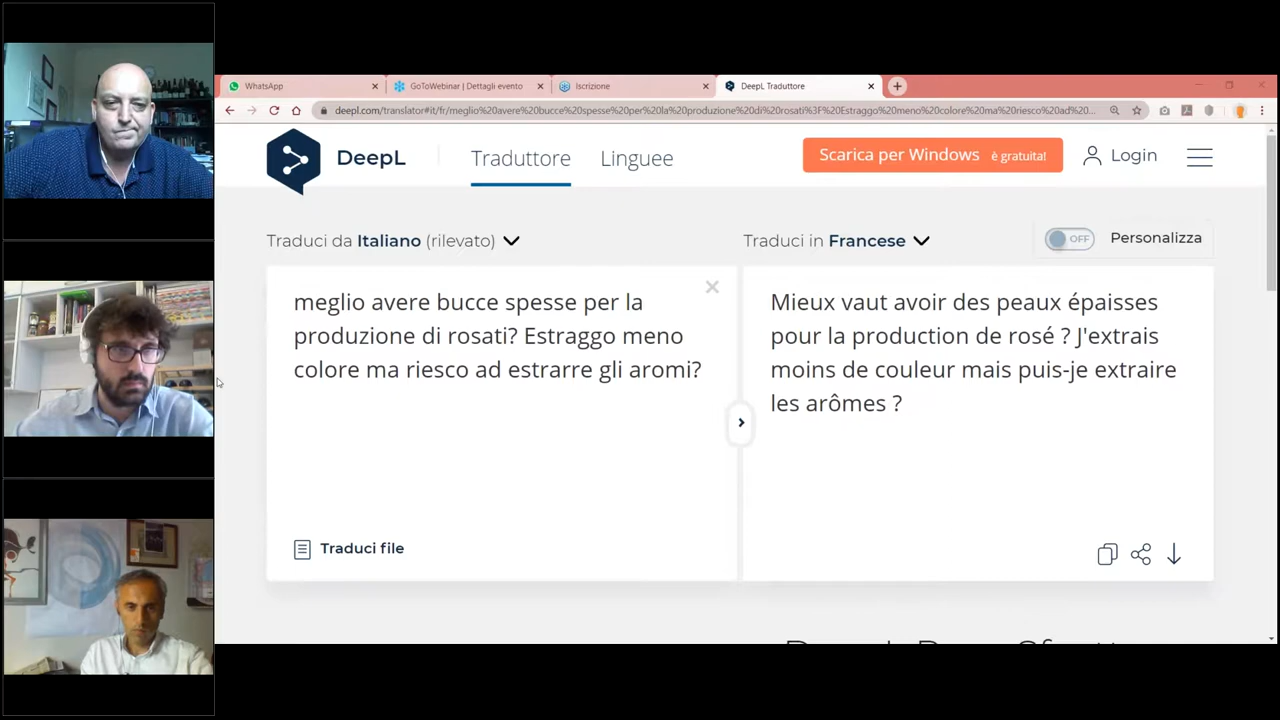 WhatsApp
GoToWebinar | Dettagli evento
Iscrizione
DeepL Traduttore
deepl.com/translator#it/fr/meglio%20avere%20bucce%20spesse%20per%20la%20produzione%20di%20rosati%3F%20Estraggo%20meno%20colore%20ma%20riesco%20ad%20...
DeepL
Traduttore
Linguee
Scarica per Windows è gratuita!
Login
Traduci da Italiano (rilevato)
Traduci in Francese
OFF
Personalizza
meglio avere bucce spesse per la
produzione di rosati? Estraggo meno
colore ma riesco ad estrarre gli aromi?
Traduci file
Mieux vaut avoir des peaux épaisses
pour la production de rosé ? J'extrais
moins de couleur mais puis-je extraire
les arômes ?